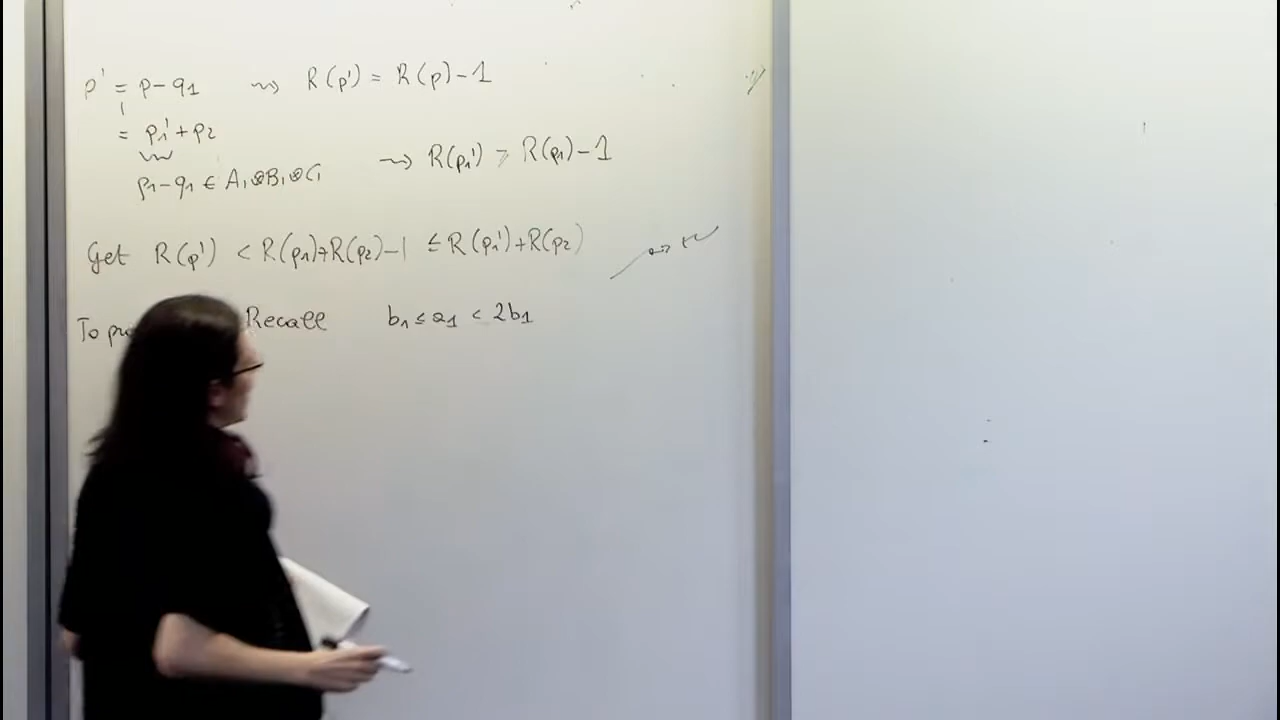 p' = p - q1 ⇝ R(p') = R(p) - 1
= p1' + p2
p1 - q1 ∈ A1⊗B1⊗C1 ⇝ R(p1') ≥ R(p1) - 1
Get R(p') < R(p1)+R(p2)-1 ≤ R(p1')+R(p2)
To Recall b1 ≤ a1 < 2b1